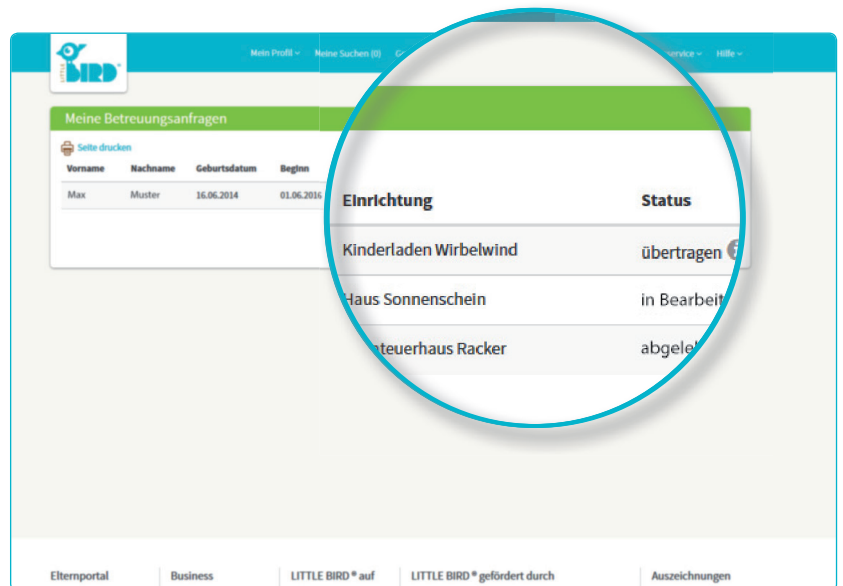 LITTLE BIRD
Mein Profil Meine Suchen (0) Hilfe
Meine Betreuungsanfragen
Seite drucken
Vorname Nachname Geburtsdatum Beginn
Max Muster 16.06.2014 01.06.2016
Einrichtung Status
Kinderladen Wirbelwind übertragen
Haus Sonnenschein in Bearbeit
teuerhaus Racker abgele
Elternportal Business LITTLE BIRD® auf LITTLE BIRD® gefördert durch Auszeichnungen